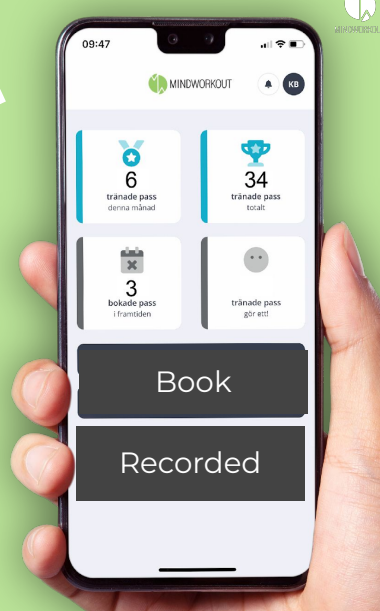 09:47
MINDWORKOUT
KB
6
tränade pass
denna månad
34
tränade pass
totalt
3
bokade pass
i framtiden
tränade pass
gör ett!
Book
Recorded